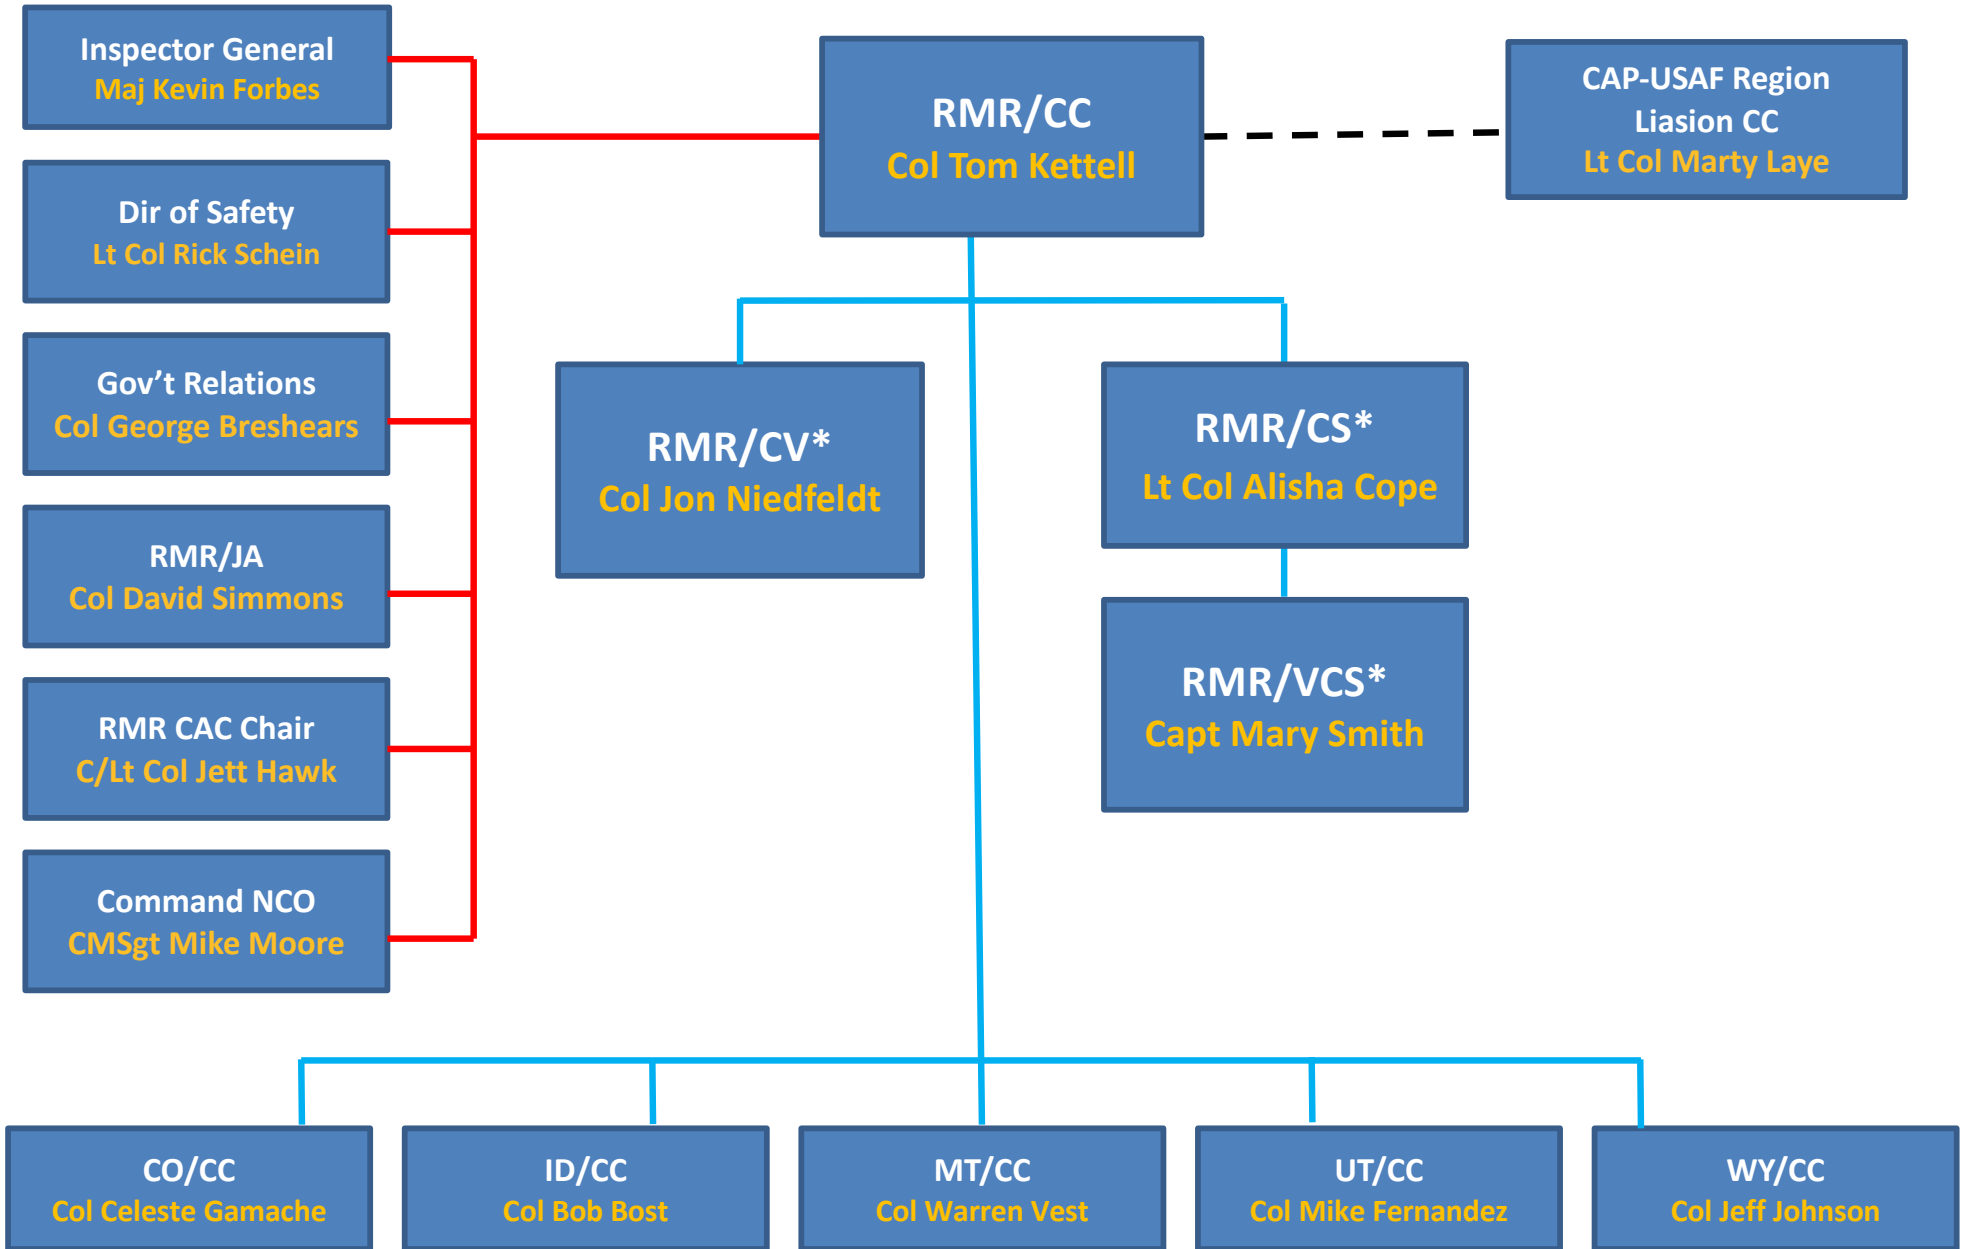 Inspector General
Maj Kevin Forbes
RMR/CC
Col Tom Kettell
CAP-USAF Region
Liasion CC
Lt Col Marty Laye
Dir of Safety
Lt Col Rick Schein
Gov’t Relations
Col George Breshears
RMR/CV*
Col Jon Niedfeldt
RMR/CS*
Lt Col Alisha Cope
RMR/JA
Col David Simmons
RMR/VCS*
Capt Mary Smith
RMR CAC Chair
C/Lt Col Jett Hawk
Command NCO
CMSgt Mike Moore
CO/CC
Col Celeste Gamache
ID/CC
Col Bob Bost
MT/CC
Col Warren Vest
UT/CC
Col Mike Fernandez
WY/CC
Col Jeff Johnson